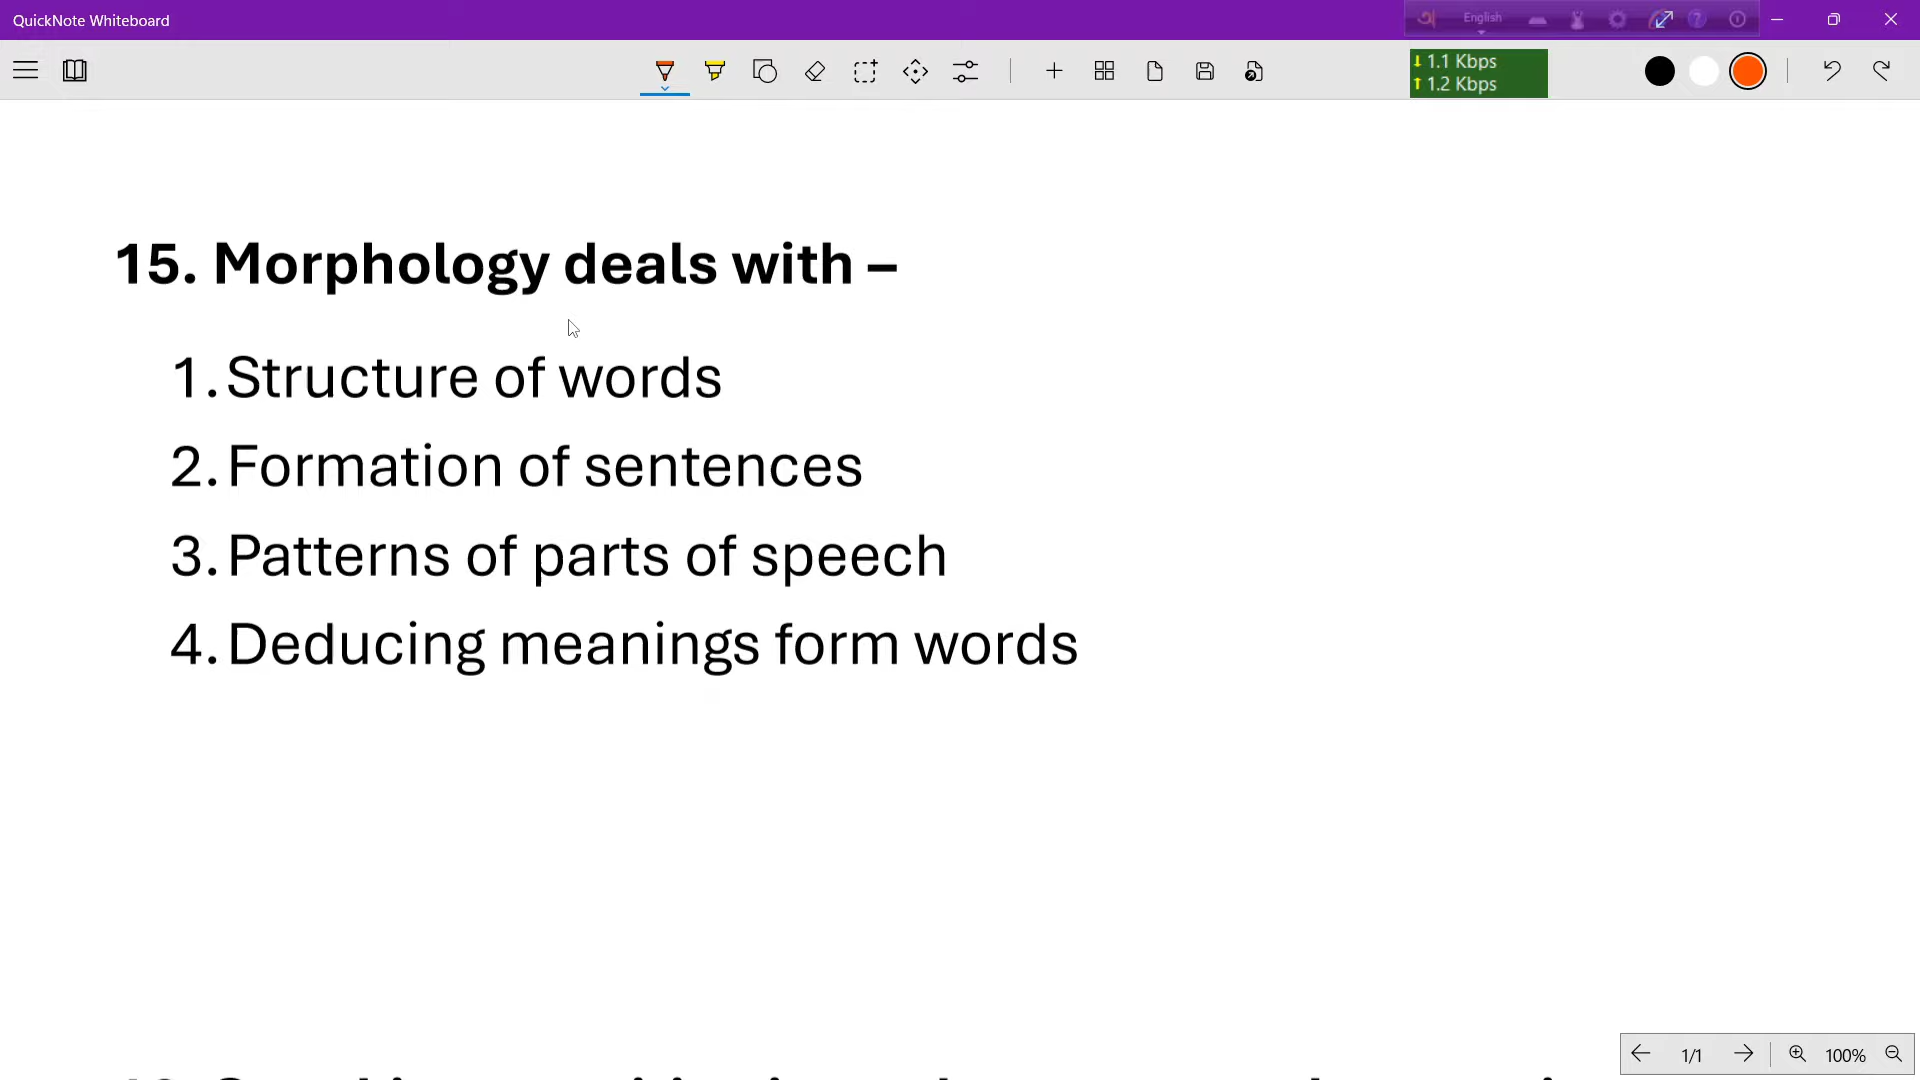 QuickNote Whiteboard
English
1.1 Kbps
1.2 Kbps
15. Morphology deals with –
1. Structure of words
2. Formation of sentences
3. Patterns of parts of speech
4. Deducing meanings form words
1/1
100%